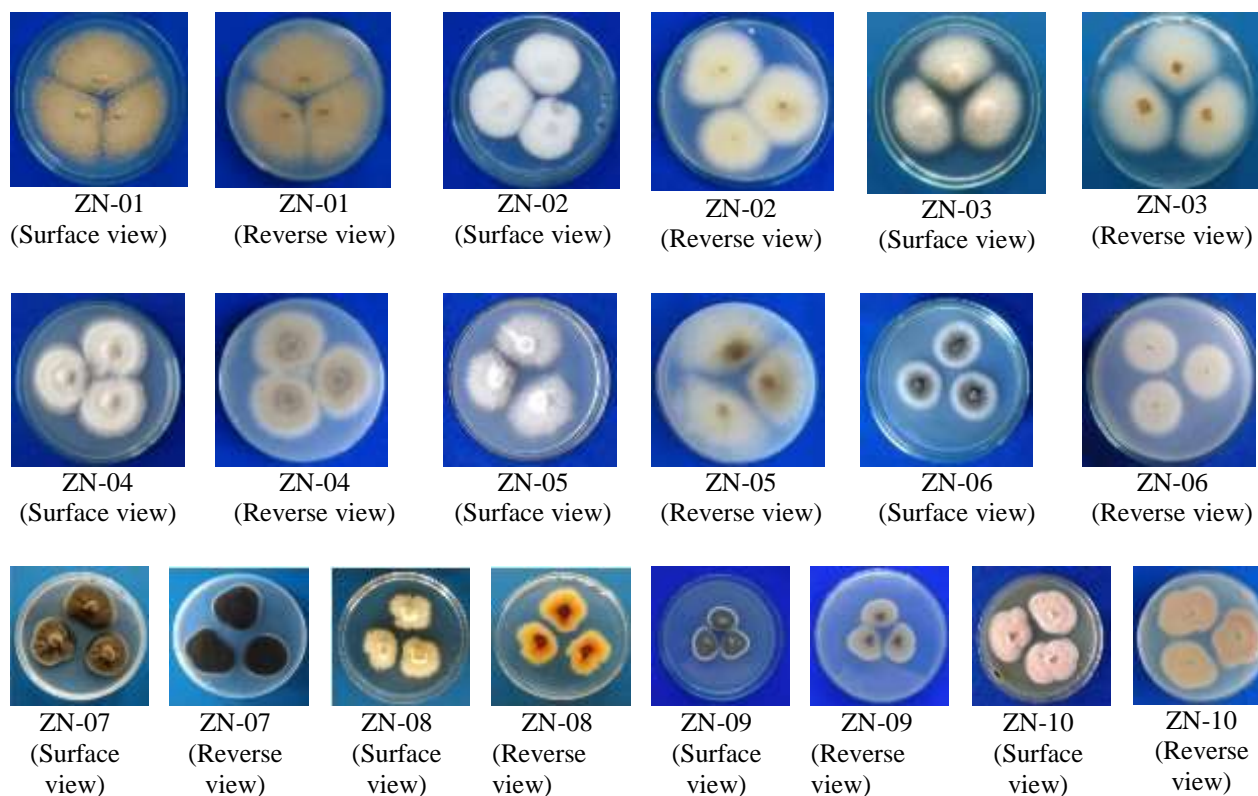 ZN-01 ZN-01 ZN-02 ZN-02 ZN-03 ZN-03
(Surface view) (Reverse view) (Surface view) (Reverse view) (Surface view) (Reverse view)
ZN-04 ZN-04 ZN-05 ZN-05 ZN-06 ZN-06
(Surface view) (Reverse view) (Surface view) (Reverse view) (Surface view) (Reverse view)
ZN-07 ZN-07 ZN-08 ZN-08 ZN-09 ZN-09 ZN-10 ZN-10
(Surface (Reverse (Surface (Reverse (Surface (Reverse (Surface (Reverse
view) view) view) view) view) view) view) view)